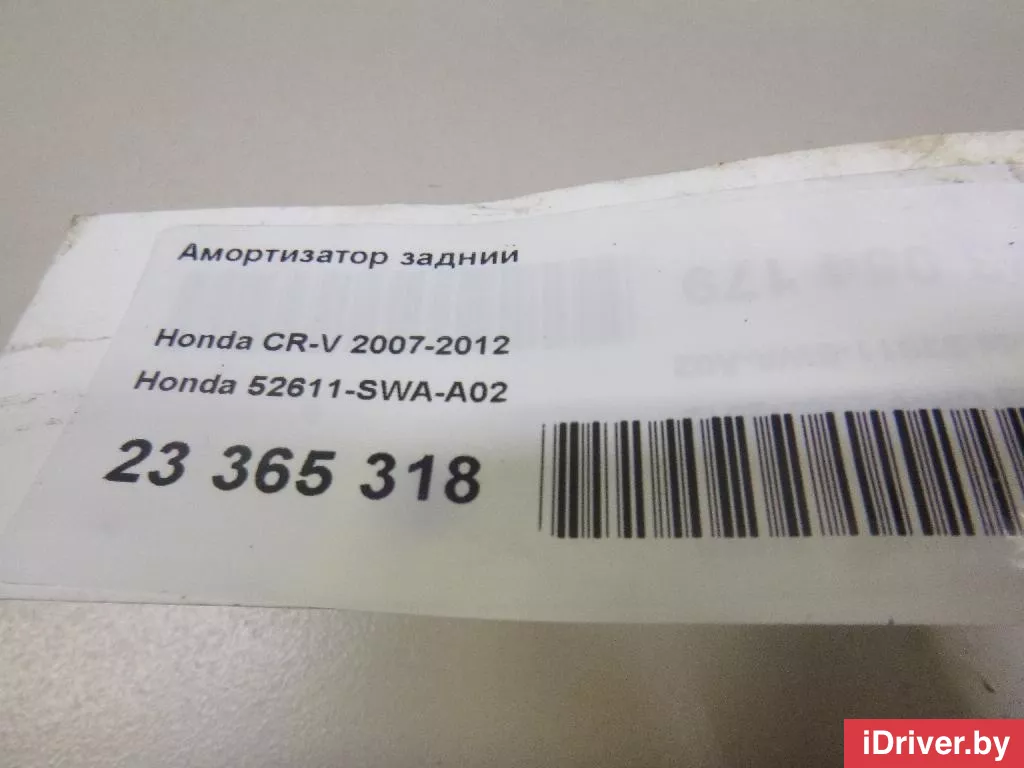 Амортизатор задний
Honda CR-V 2007-2012
Honda 52611-SWA-A02
23 365 318
iDriver.by